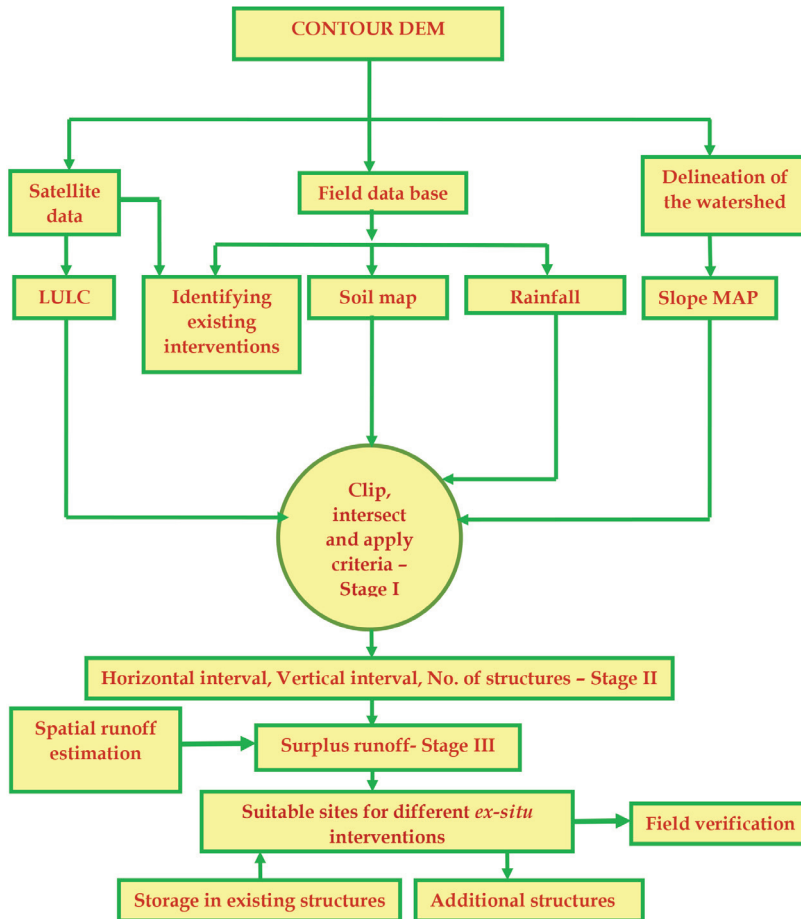 CONTOUR DEM
Satellite
data
Field data base
Delineation of
the watershed
LULC
Identifying
existing
interventions
Soil map
Rainfall
Slope MAP
Clip,
intersect
and apply
criteria –
Stage I
Horizontal interval, Vertical interval, No. of structures – Stage II
Spatial runoff
estimation
Surplus runoff- Stage III
Suitable sites for different ex-situ
interventions
Field verification
Storage in existing structures
Additional structures